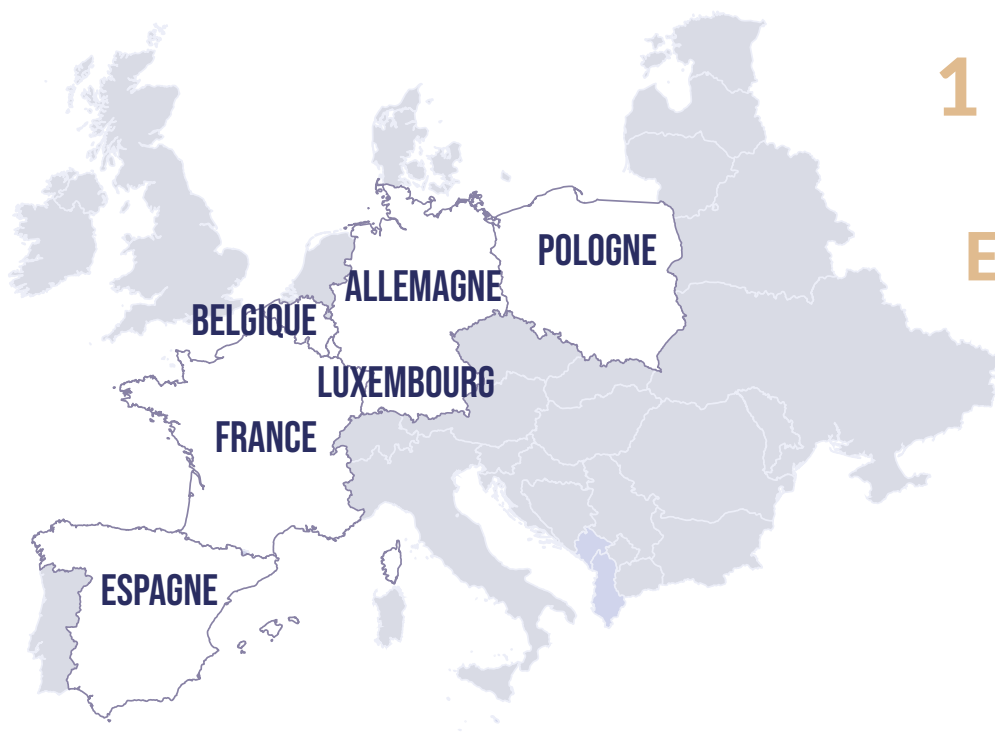 1
POLOGNE
E
ALLEMAGNE
BELGIQUE
LUXEMBOURG
FRANCE
ESPAGNE